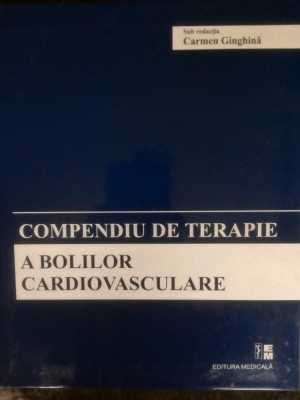 Sub redacția
Carmen Ginghină
COMPENDIU DE TERAPIE
A BOLILOR
CARDIOVASCULARE
E
M
EDITURA MEDICALĂ